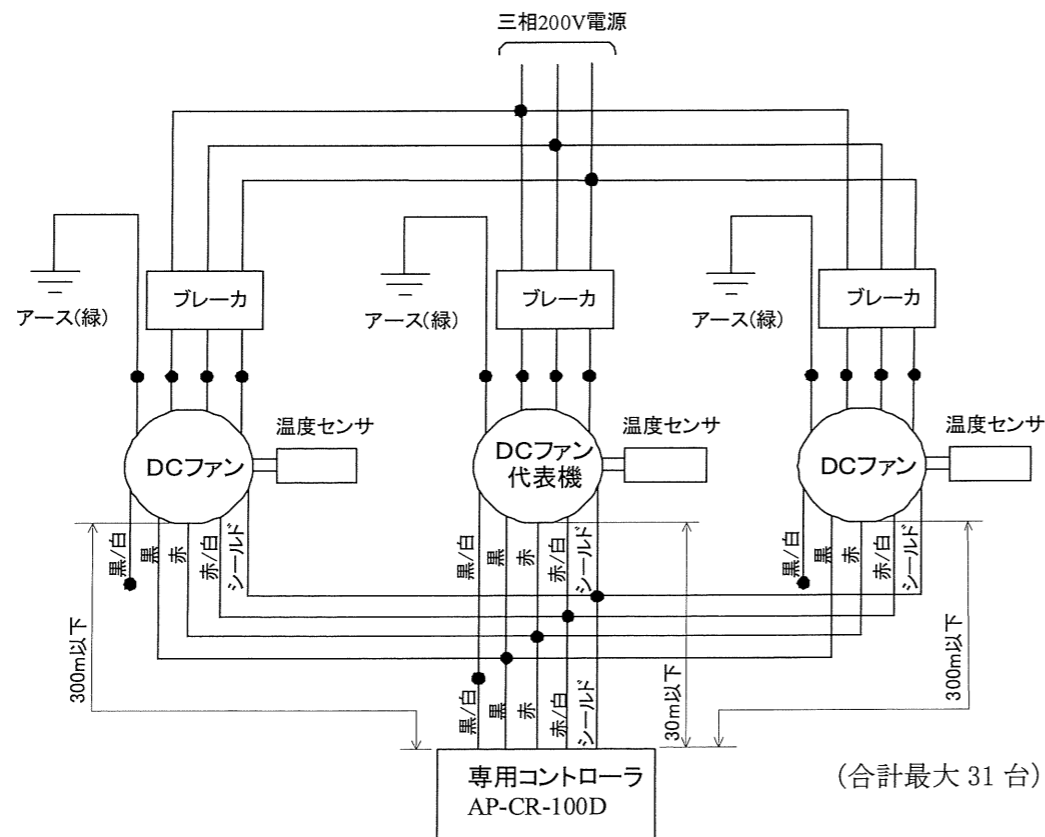 三相200V電源
ブレーカ
ブレーカ
ブレーカ
アース(緑)
アース(緑)
アース(緑)
DCファン
温度センサ
DCファン
代表機
温度センサ
DCファン
温度センサ
黒/白
黒
赤
赤/白
シールド
黒/白
黒
赤
赤/白
シールド
黒/白
黒
赤
赤/白
シールド
300m以下
黒/白
黒
赤
赤/白
シールド
30m以下
300m以下
専用コントローラ
AP-CR-100D
(合計最大 31 台)